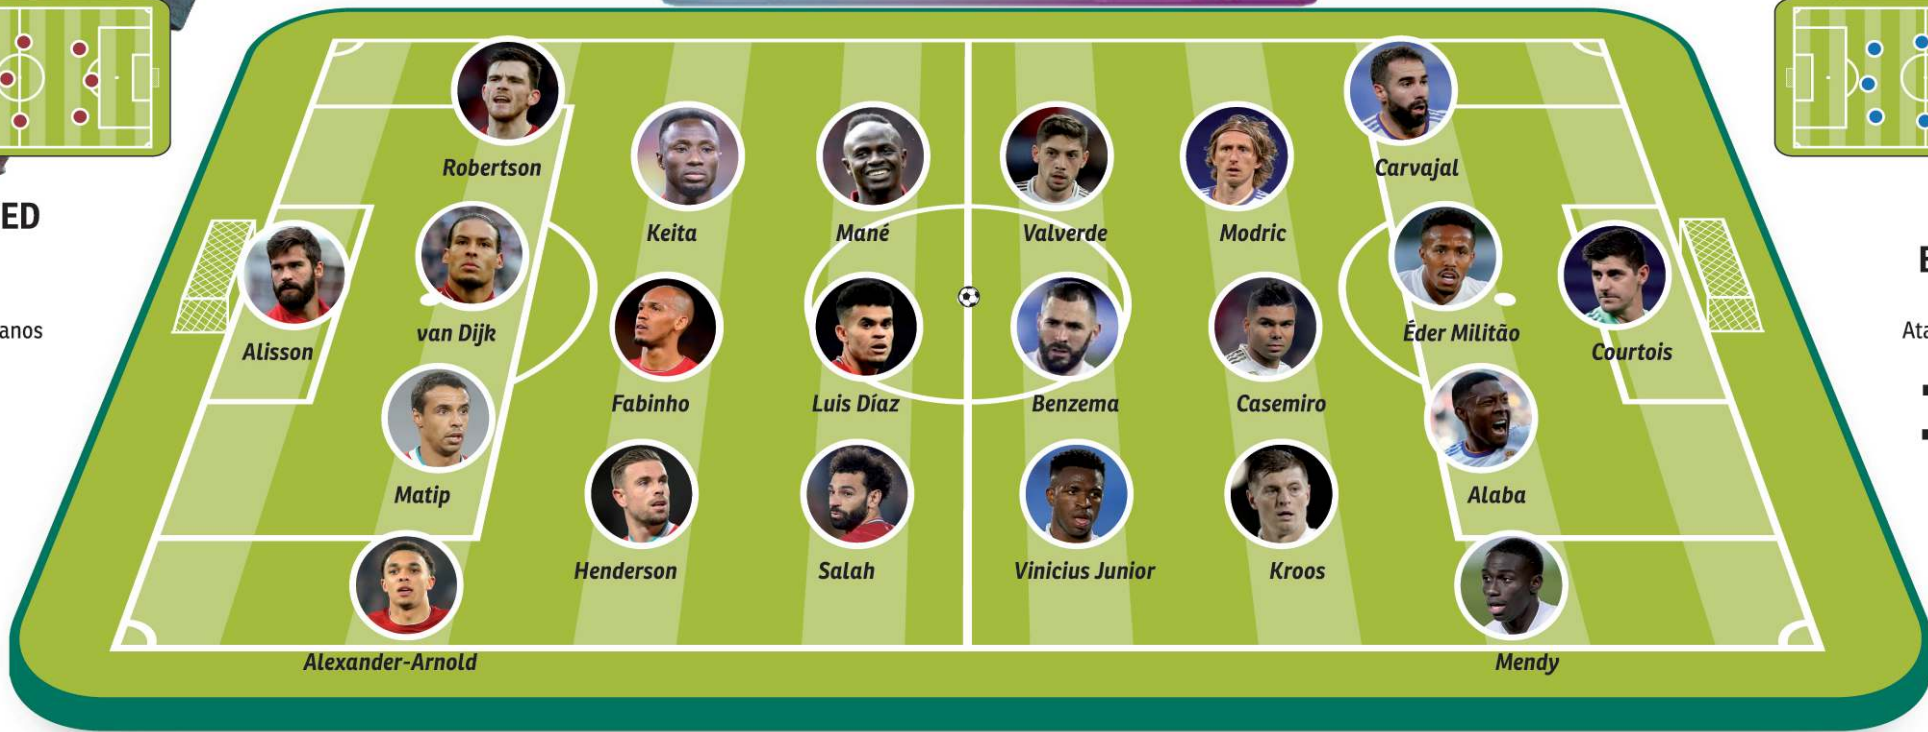 Robertson
Carvajal
Keita
Mané
Valverde
Modric
ED
van Dijk
Éder Militão
anos
Ata
Alisson
Courtois
Fabinho
Luis Díaz
Benzema
Casemiro
Matip
Alaba
Henderson
Salah
Vinicius Junior
Kroos
Alexander-Arnold
Mendy